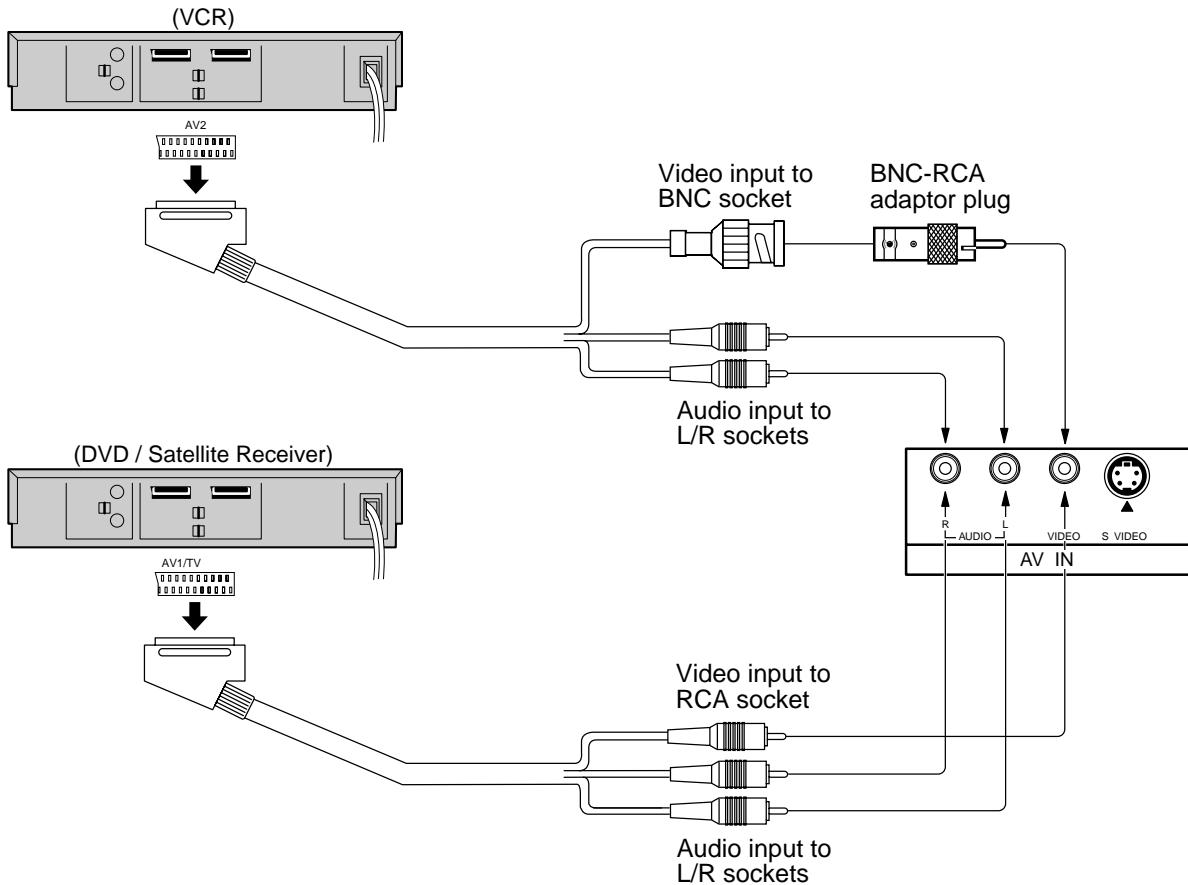 (VCR)
AV2
Video input to
BNC socket
BNC-RCA
adaptor plug
Audio input to
L/R sockets
(DVD / Satellite Receiver)
AV1/TV
R
L
AUDIO
VIDEO
S VIDEO
AV IN
Video input to
RCA socket
Audio input to
L/R sockets